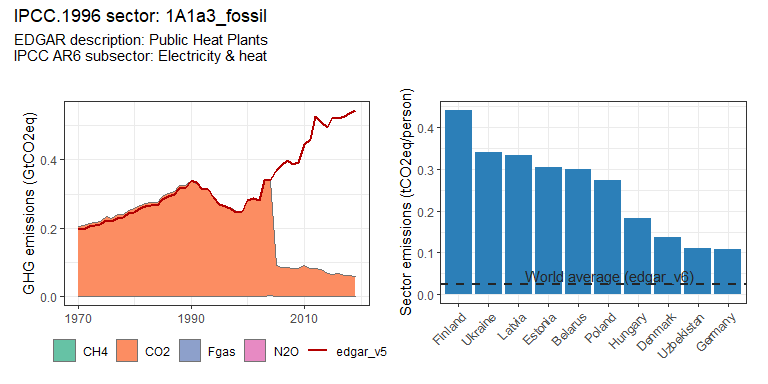 IPCC.1996 sector: 1A1a3_fossil
EDGAR description: Public Heat Plants
IPCC AR6 subsector: Electricity & heat
GHG emissions (GtCO2eq)
0.4
0.2
0.0
1970
1990
2010
CH4
CO2
Fgas
N2O
edgar_v5
Sector emissions (tCO2eq/person)
0.4
0.3
0.2
0.1
0.0
World average (edgar_v6)
Finland
Ukraine
Latvia
Estonia
Belarus
Poland
Hungary
Denmark
Uzbekistan
Germany